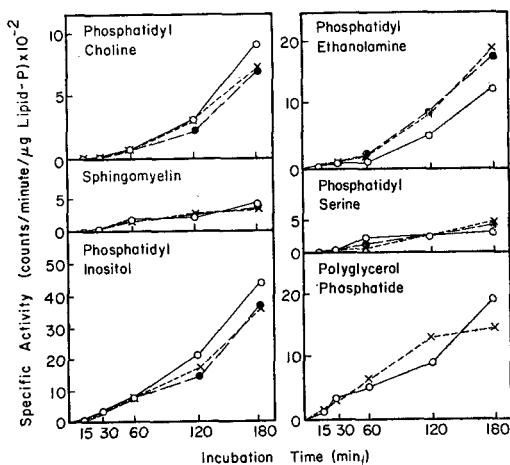 Specific Activity (counts/minute/μg Lipid-P)x10-2
Phosphatidyl
Choline
10
5
0
Sphingomyelin
5
0
Phosphatidyl
Inositol
50
40
30
20
10
0
15 30 60 120 180
Phosphatidyl
Ethanolamine
20
10
0
Phosphatidyl
Serine
5
0
Polyglycerol
Phosphatide
20
10
0
15 30 60 120 180
Incubation Time (min.)